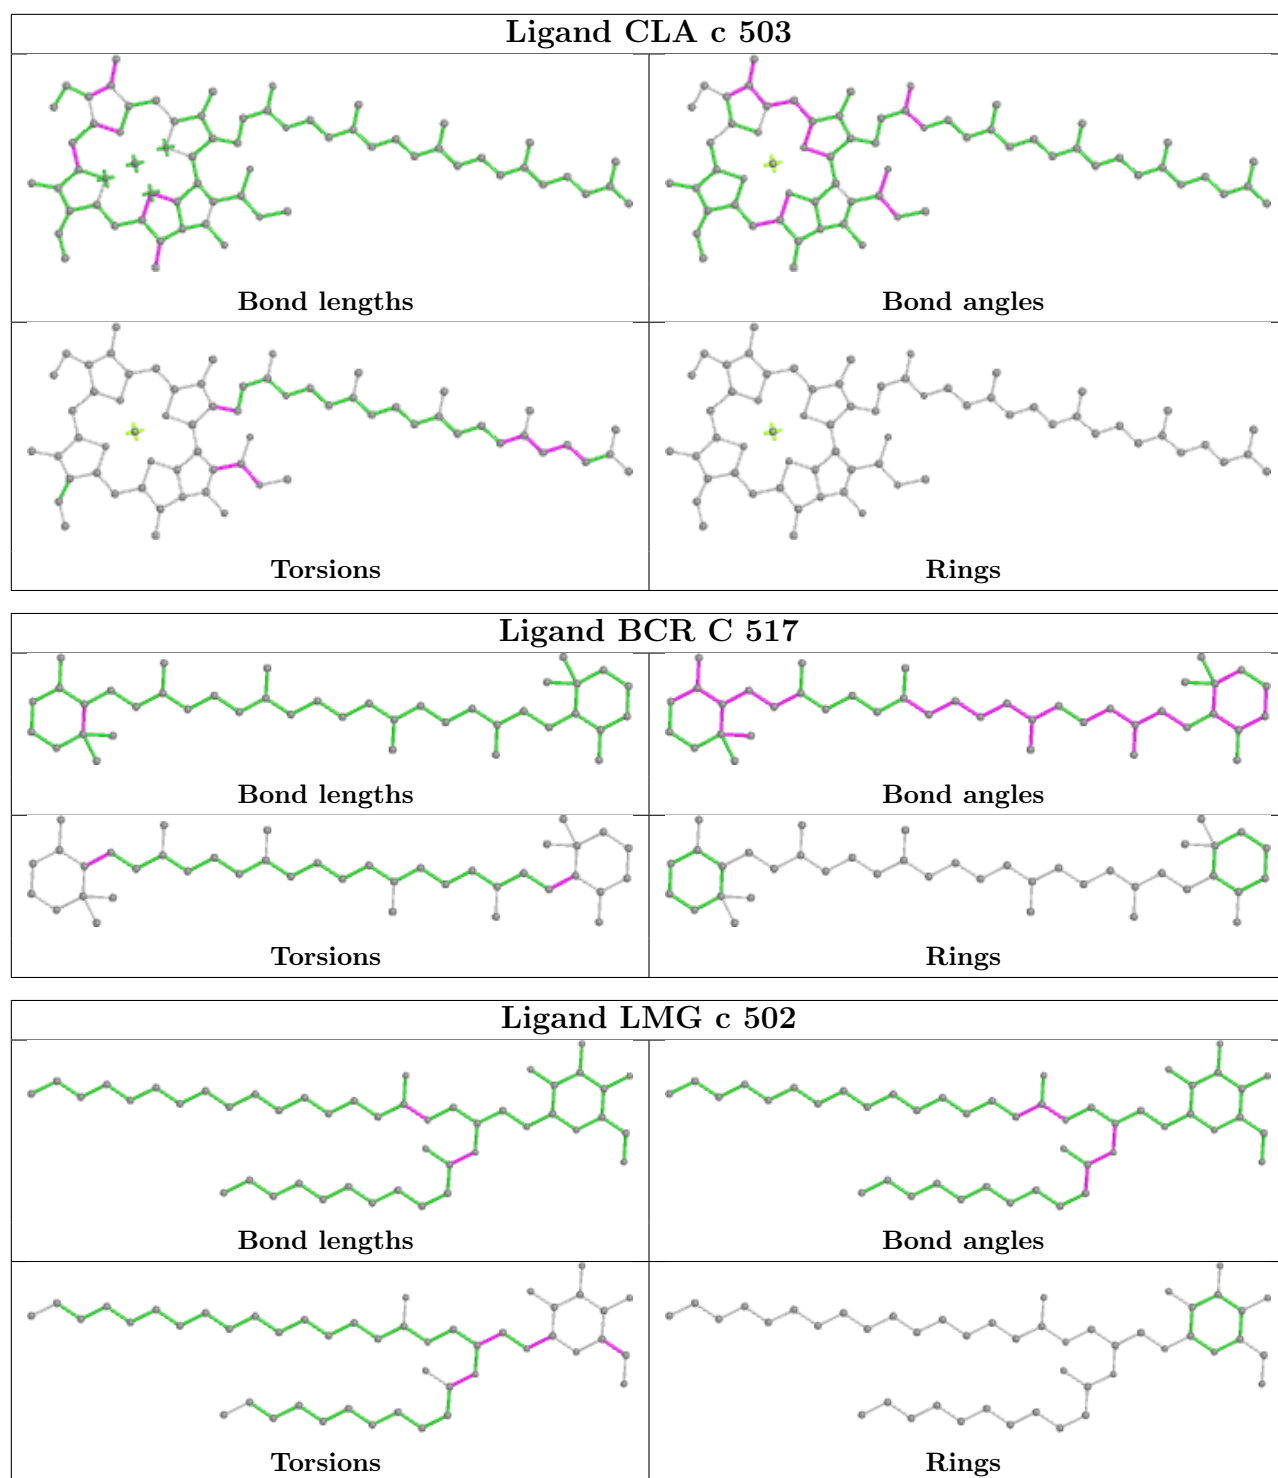 Ligand CLA c 503
Bond lengths
Bond angles
Torsions
Rings
Ligand BCR C 517
Bond lengths
Bond angles
Torsions
Rings
Ligand LMG c 502
Bond lengths
Bond angles
Torsions
Rings